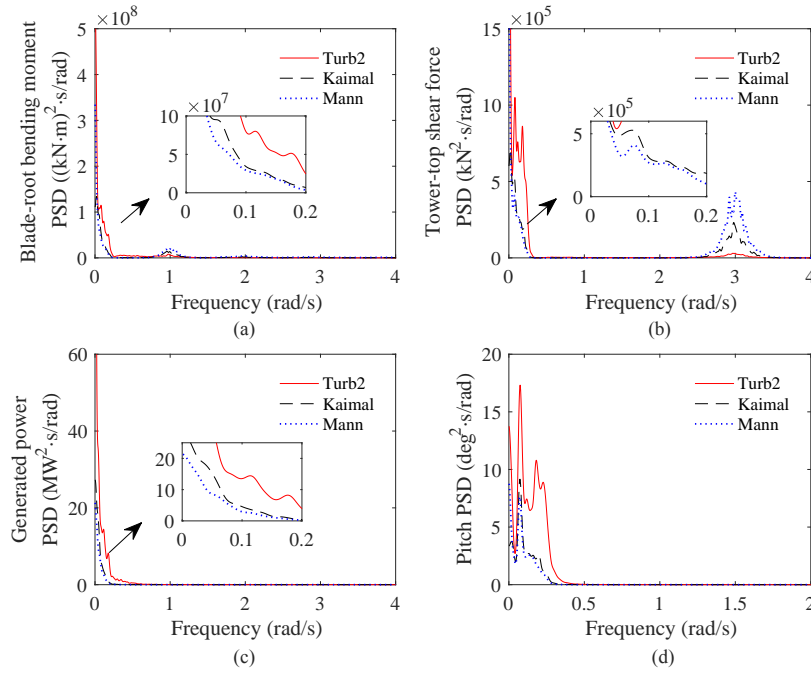 ×10^8
5
4
3
2
1
0
Blade-root bending moment
PSD ((kN·m)^2·s/rad)
Turb2
Kaimal
Mann
×10^7
10
5
0
0
0.1
0.2
0
1
2
3
4
Frequency (rad/s)
(a)
×10^5
15
10
5
0
Tower-top shear force
PSD (kN^2·s/rad)
Turb2
Kaimal
Mann
×10^5
5
0
0
0.1
0.2
0
1
2
3
4
Frequency (rad/s)
(b)
60
40
20
0
Generated power
PSD (MW^2·s/rad)
Turb2
Kaimal
Mann
20
10
0
0
0.1
0.2
0
1
2
3
4
Frequency (rad/s)
(c)
20
15
10
5
0
Pitch PSD (deg^2·s/rad)
Turb2
Kaimal
Mann
0
0.5
1
1.5
2
Frequency (rad/s)
(d)